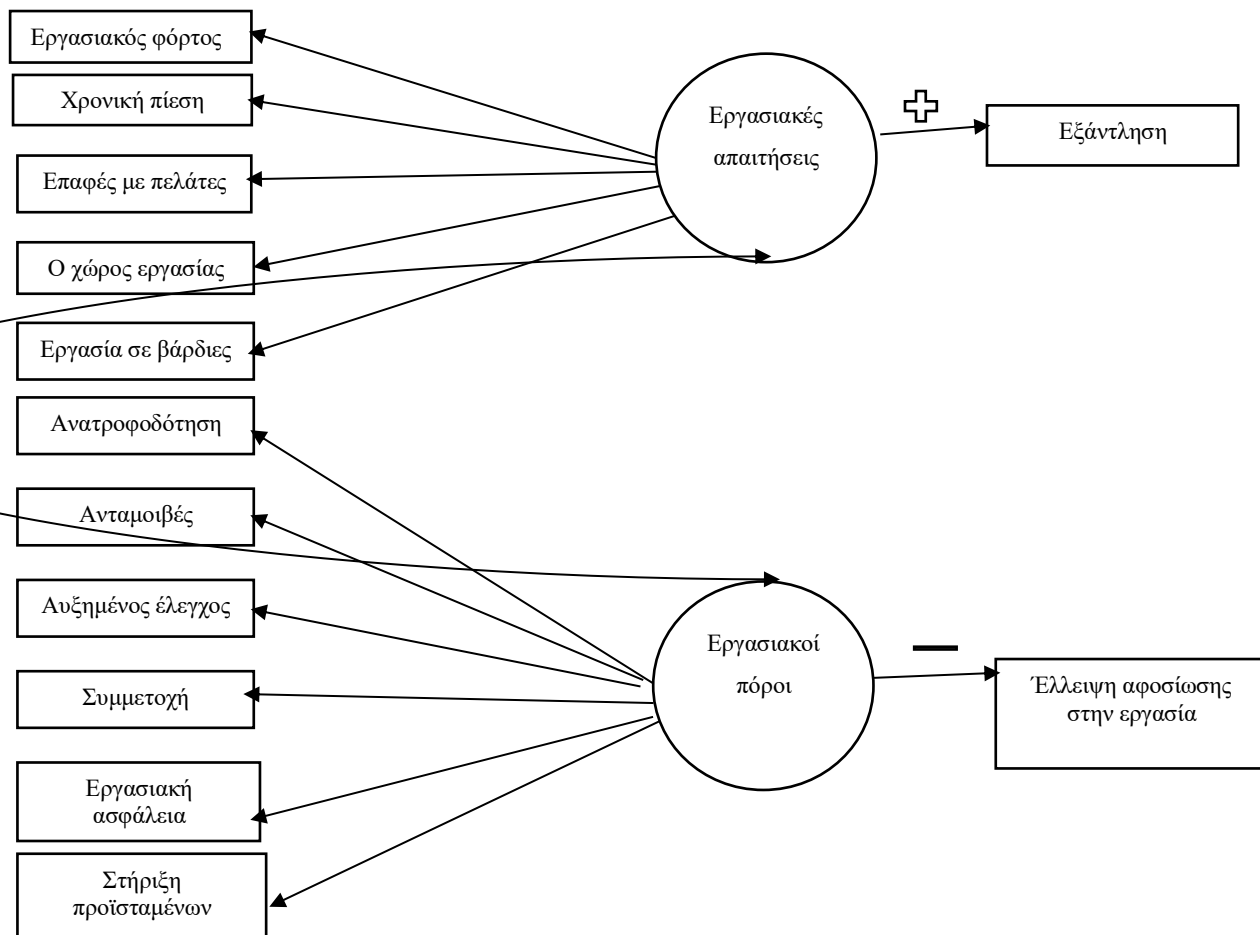 Εργασιακός φόρτος
Χρονική πίεση
Επαφές με πελάτες
Ο χώρος εργασίας
Εργασία σε βάρδιες
Ανατροφοδότηση
Ανταμοιβές
Αυξημένος έλεγχος
Συμμετοχή
Εργασιακή
ασφάλεια
Στήριξη
προϊσταμένων
Εργασιακές
απαιτήσεις
Εξάντληση
Εργασιακοί
πόροι
Έλλειψη αφοσίωσης
στην εργασία